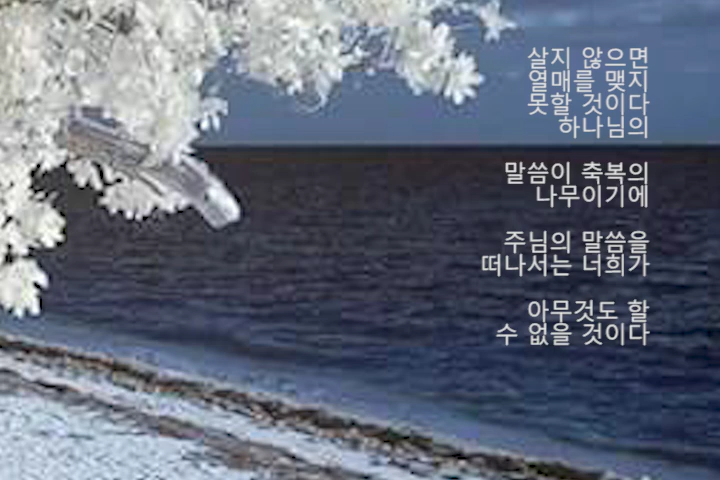 살지 않으면
열매를 맺지
못할 것이다
하나님의
말씀이 축복의
나무이기에
주님의 말씀을
떠나서는 너희가
아무것도 할
수 없을 것이다